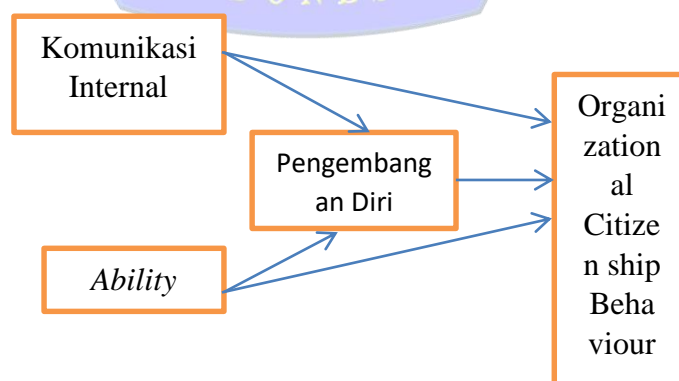 Komunikasi
Internal
Pengembang
an Diri
Ability
Organi
zation
al
Citize
n ship
Beha
viour